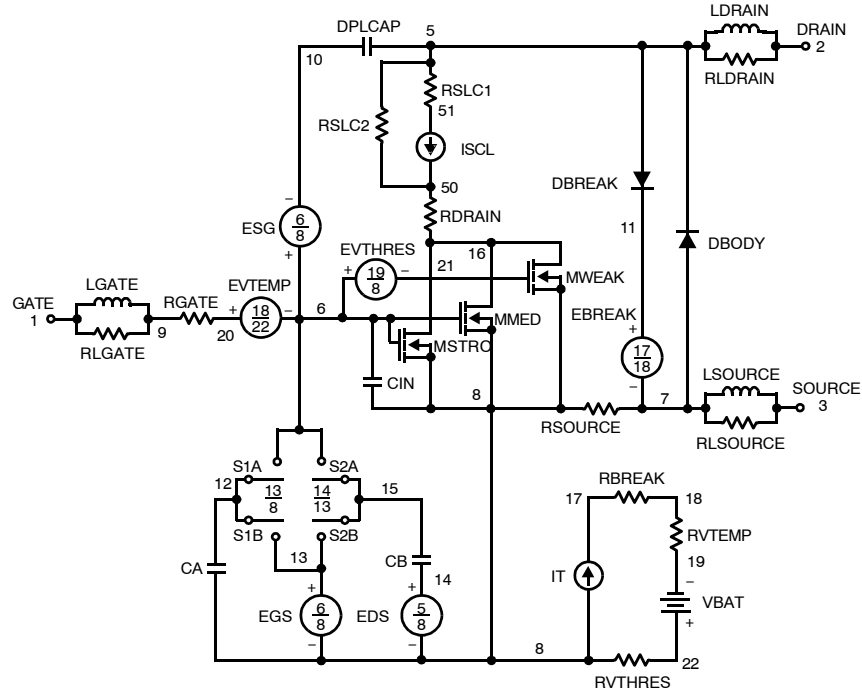 LDRAIN
DPLCAP
5
DRAIN
2
10
RLDRAIN
RSLC1
51
RSLC2
ISCL
50
DBREAK
RDRAIN
11
DBODY
ESG
6
8
−
+
EVTHRES
16
21
+
19
8
−
MWEAK
LGATE
EVTEMP
GATE
1
RGATE
+
18
22
−
6
MMED
EBREAK
+
9
20
RLGATE
MSTRO
17
18
−
LSOURCE
CIN
8
7
SOURCE
3
RSOURCE
RLSOURCE
S1A
S2A
12
13
8
14
13
15
RBREAK
17
18
S1B
S2B
RVTEMP
13
CB
19
CA
14
IT
−
VBAT
+
+
+
EGS
6
8
EDS
5
8
−
−
8
22
RVTHRES